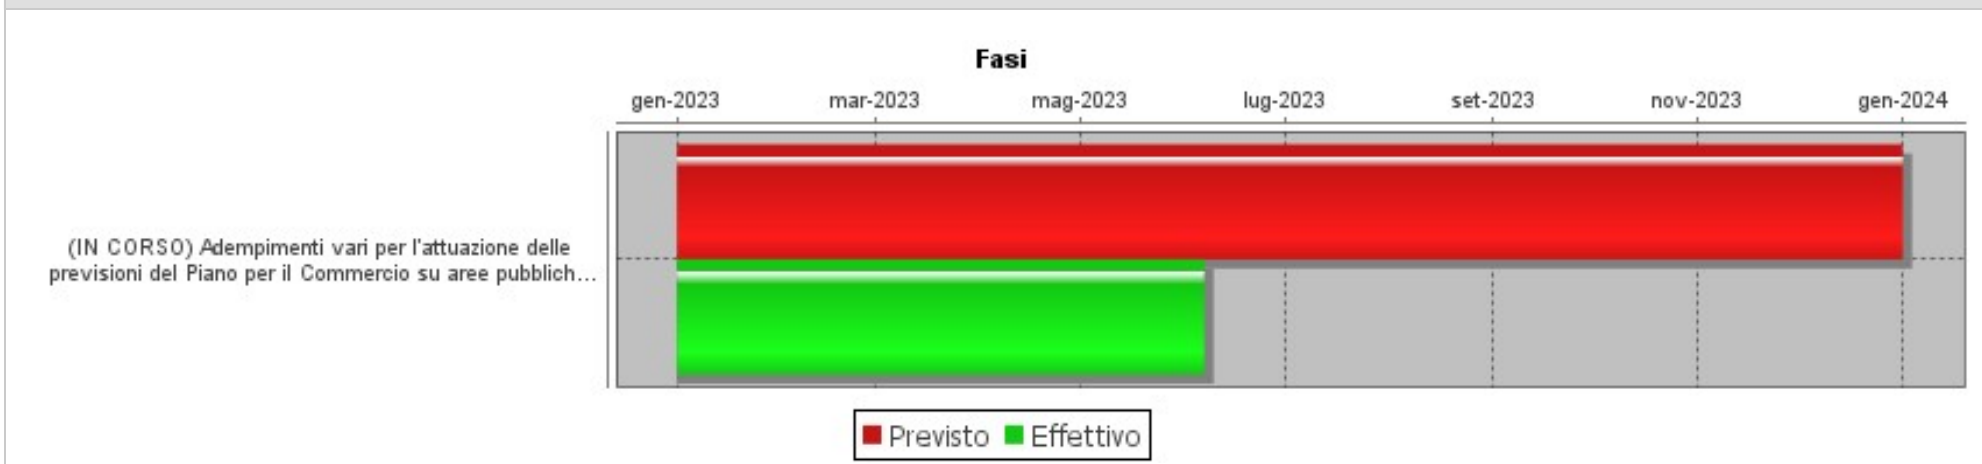 Fasi
gen-2023 mar-2023 mag-2023 lug-2023 set-2023 nov-2023 gen-2024
(IN CORSO) Adempimenti vari per l'attuazione delle
previsioni del Piano per il Commercio su aree pubblich...
Previsto Effettivo